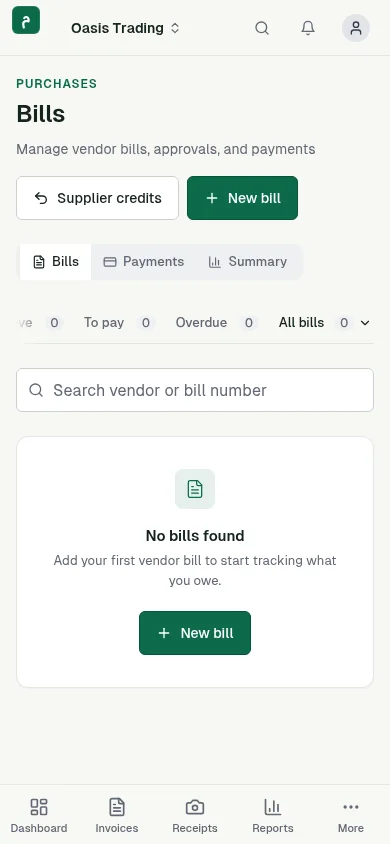 Oasis Trading
PURCHASES
Bills
Manage vendor bills, approvals, and payments
Supplier credits
New bill
Bills
Payments
Summary
ve 0
To pay 0
Overdue 0
All bills 0
Search vendor or bill number
No bills found
Add your first vendor bill to start tracking what
you owe.
New bill
Dashboard
Invoices
Receipts
Reports
More